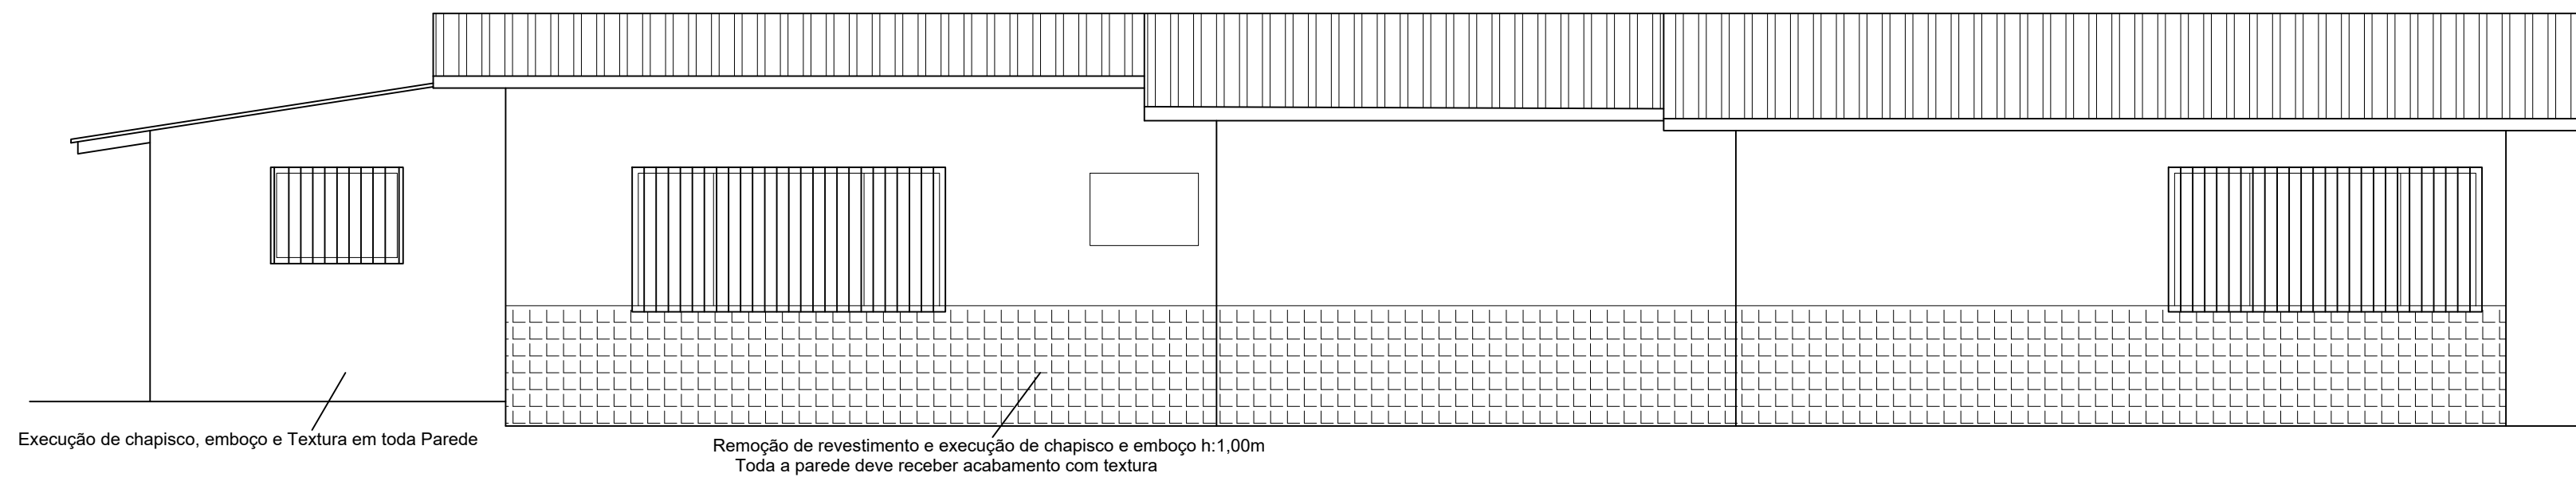 Execução de chapisco, emboço e Textura em toda Parede
Remoção de revestimento e execução de chapisco e emboço h:1,00m
Toda a parede deve receber acabamento com textura